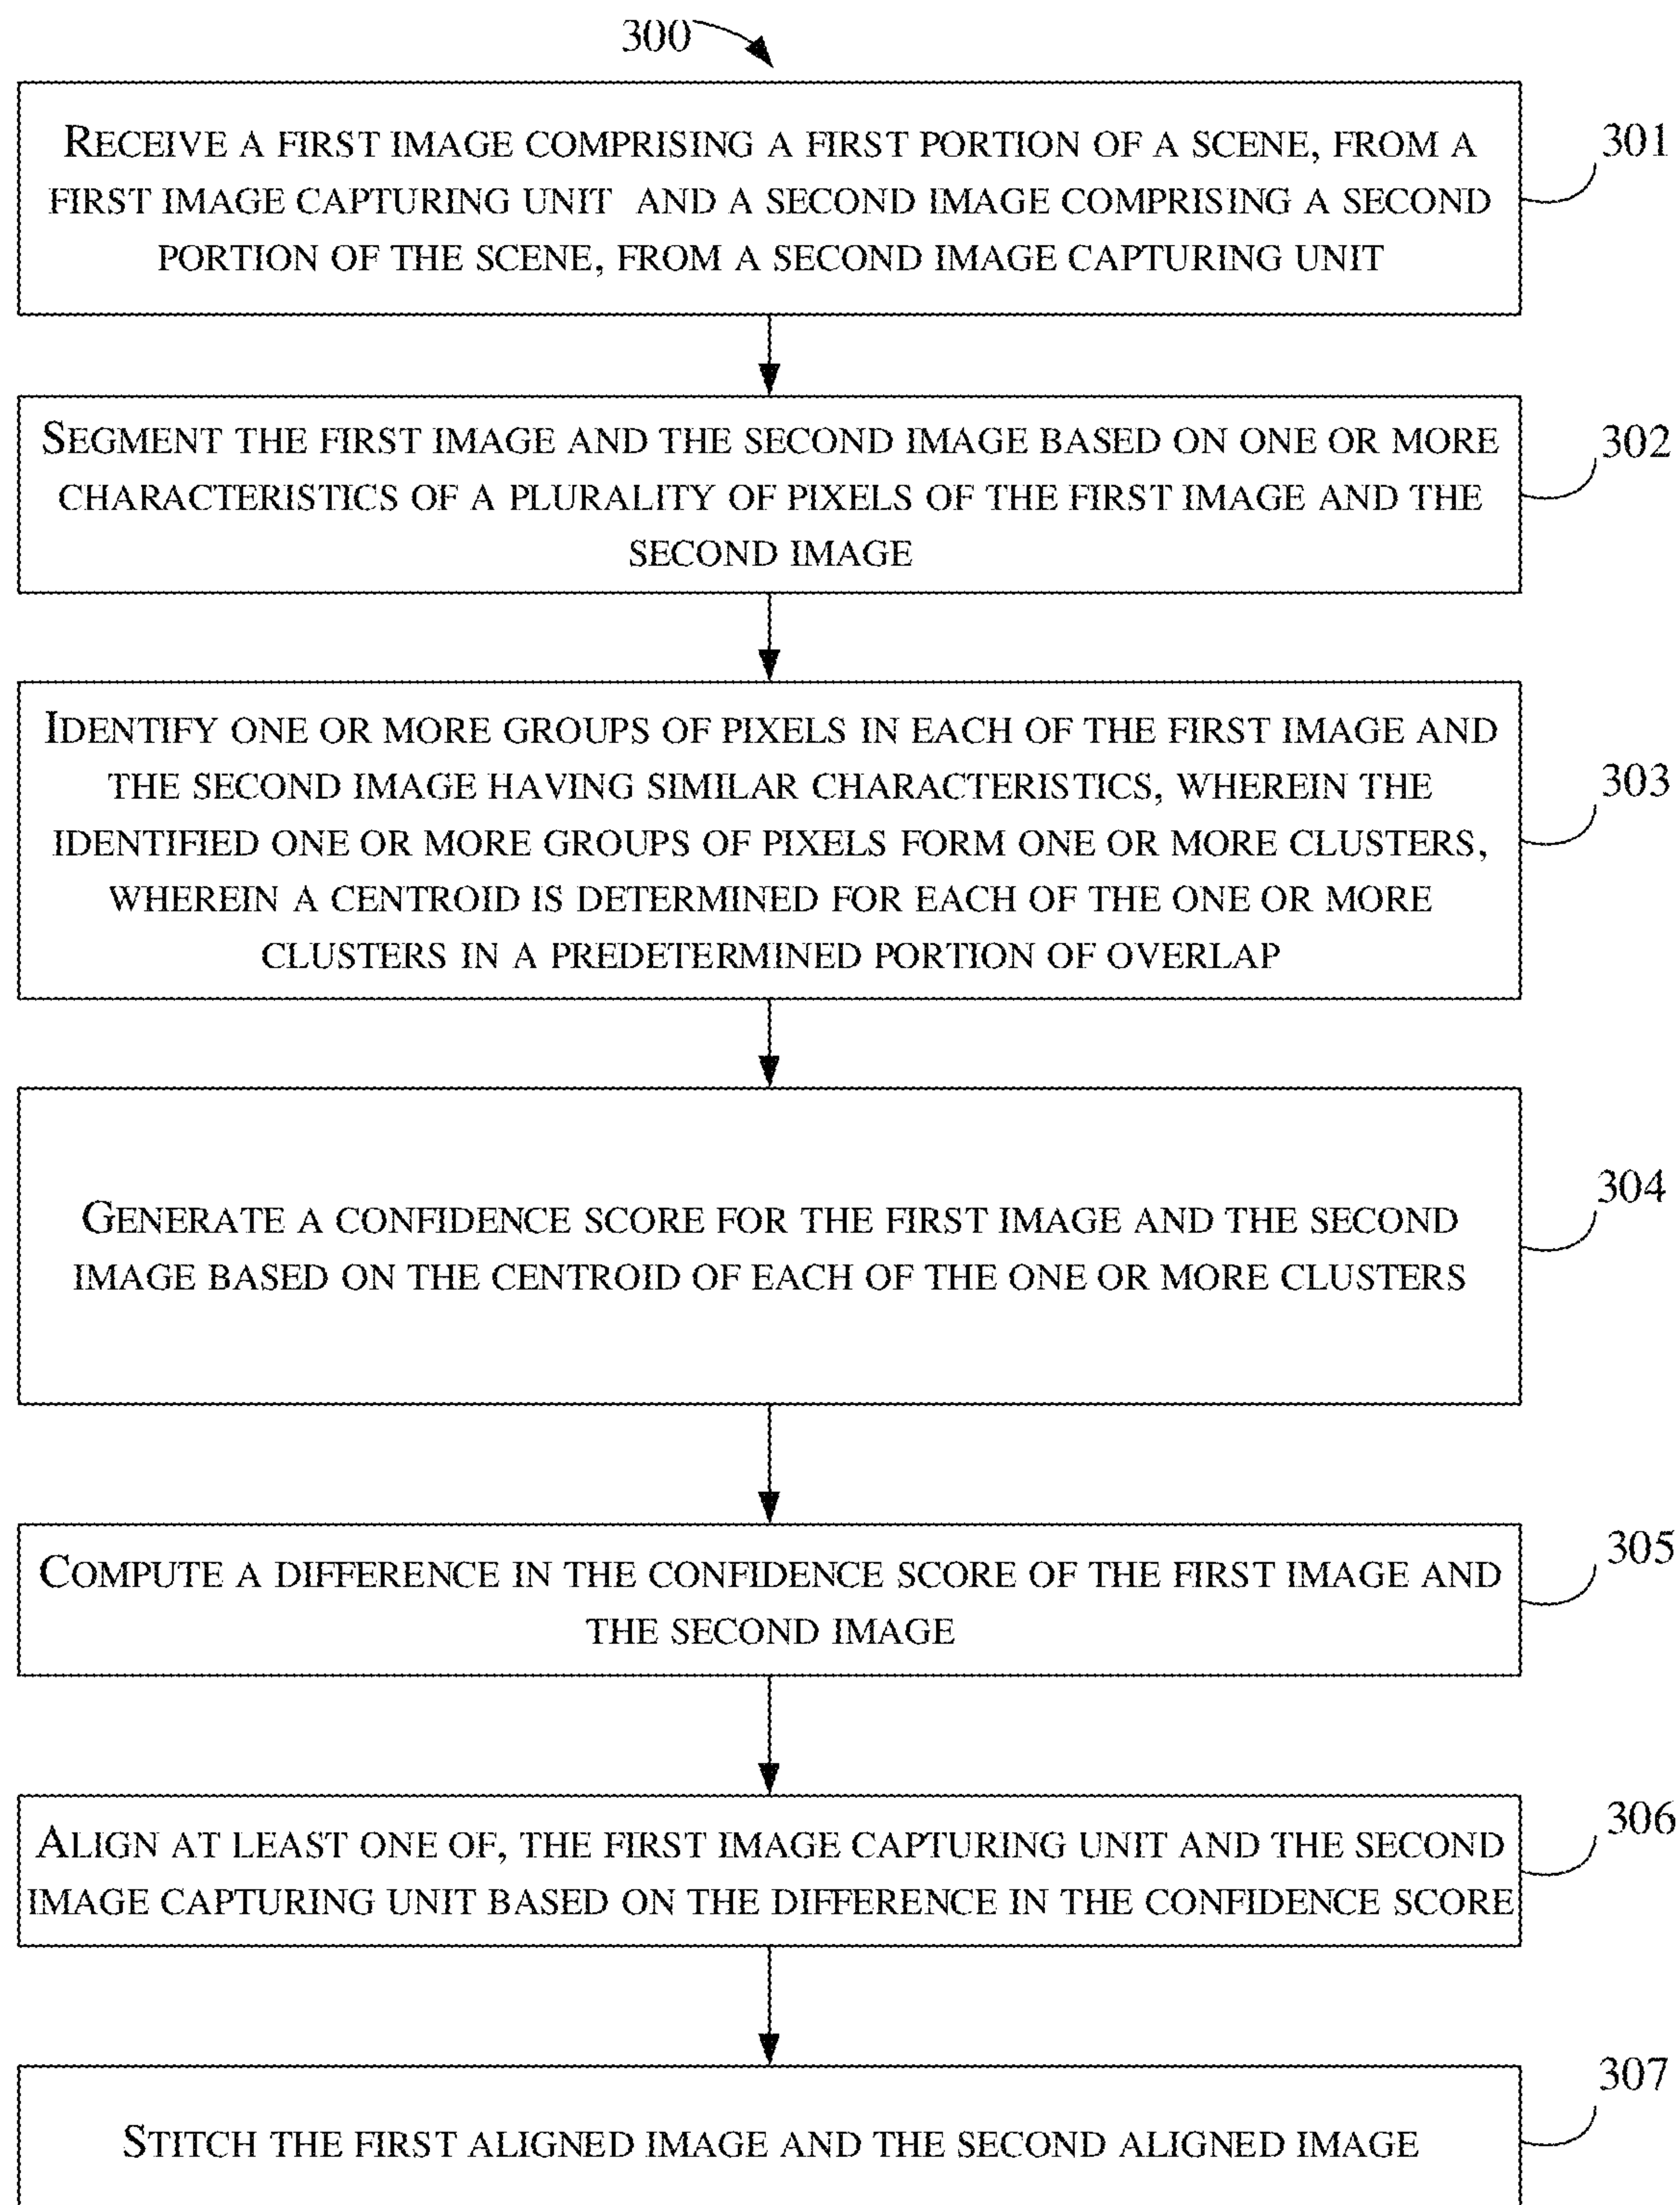 300
RECEIVE A FIRST IMAGE COMPRISING A FIRST PORTION OF A SCENE, FROM A
FIRST IMAGE CAPTURING UNIT AND A SECOND IMAGE COMPRISING A SECOND
PORTION OF THE SCENE, FROM A SECOND IMAGE CAPTURING UNIT
301
SEGMENT THE FIRST IMAGE AND THE SECOND IMAGE BASED ON ONE OR MORE
CHARACTERISTICS OF A PLURALITY OF PIXELS OF THE FIRST IMAGE AND THE
SECOND IMAGE
302
IDENTIFY ONE OR MORE GROUPS OF PIXELS IN EACH OF THE FIRST IMAGE AND
THE SECOND IMAGE HAVING SIMILAR CHARACTERISTICS, WHEREIN THE
IDENTIFIED ONE OR MORE GROUPS OF PIXELS FORM ONE OR MORE CLUSTERS,
WHEREIN A CENTROID IS DETERMINED FOR EACH OF THE ONE OR MORE
CLUSTERS IN A PREDETERMINED PORTION OF OVERLAP
303
GENERATE A CONFIDENCE SCORE FOR THE FIRST IMAGE AND THE SECOND
IMAGE BASED ON THE CENTROID OF EACH OF THE ONE OR MORE CLUSTERS
304
COMPUTE A DIFFERENCE IN THE CONFIDENCE SCORE OF THE FIRST IMAGE AND
THE SECOND IMAGE
305
ALIGN AT LEAST ONE OF, THE FIRST IMAGE CAPTURING UNIT AND THE SECOND
IMAGE CAPTURING UNIT BASED ON THE DIFFERENCE IN THE CONFIDENCE SCORE
306
STITCH THE FIRST ALIGNED IMAGE AND THE SECOND ALIGNED IMAGE
307